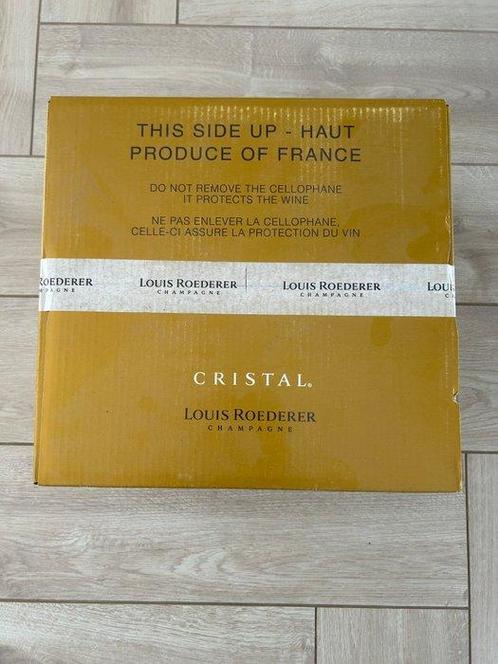 THIS SIDE UP - HAUT
PRODUCE OF FRANCE
DO NOT REMOVE THE CELLOPHANE
IT PROTECTS THE WINE
NE PAS ENLEVER LA CELLOPHANE,
CELLE-CI ASSURE LA PROTECTION DU VIN
ROEDERER LOUIS ROEDERER LOUIS ROEDERER LOUIS
CHAMPAGNE CHAMPAGNE
CRISTAL®
LOUIS ROEDERER
CHAMPAGNE